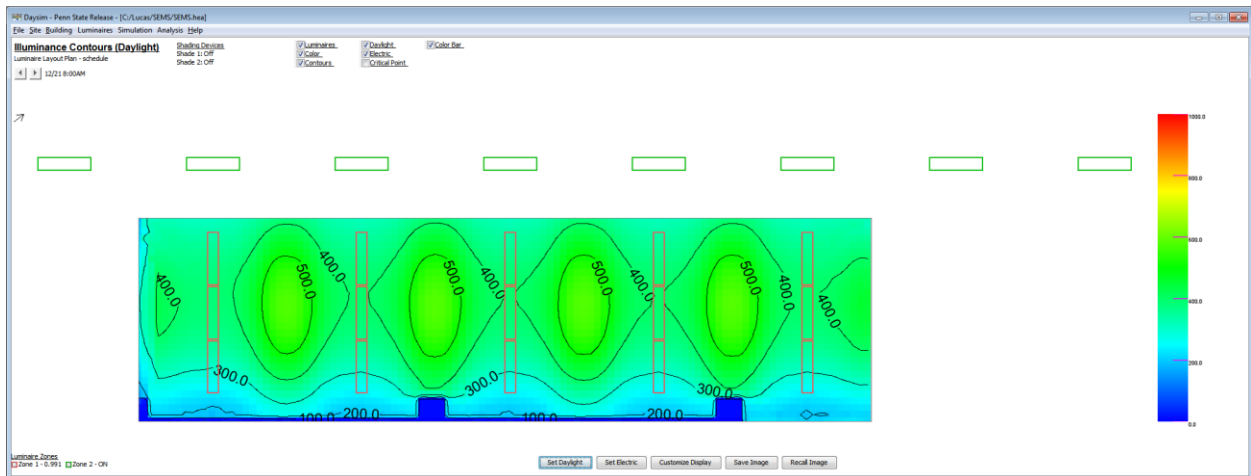 Daysim - Penn State Release - [C:/Lucas/SEMS/SEMS.hea]
File Site Building Luminaires Simulation Analysis Help
Illuminance Contours (Daylight)
Luminaire Layout Plan - schedule
12/21 8:00AM
Shading Devices
Shade 1: Off
Shade 2: Off
Luminaires Daylight Color Bar
Color Electric
Contours Critical Point
1000.0
800.0
600.0
400.0
200.0
0.0
400.0 500.0 400.0 500.0 400.0 500.0 400.0 500.0 400.0 400.0
300.0 300.0 300.0 300.0
100.0 200.0 100.0 200.0
Luminaire Zones
Zone 1 - 0.991 Zone 2 - ON
Set Daylight Set Electric Customize Display Save Image Recall Image